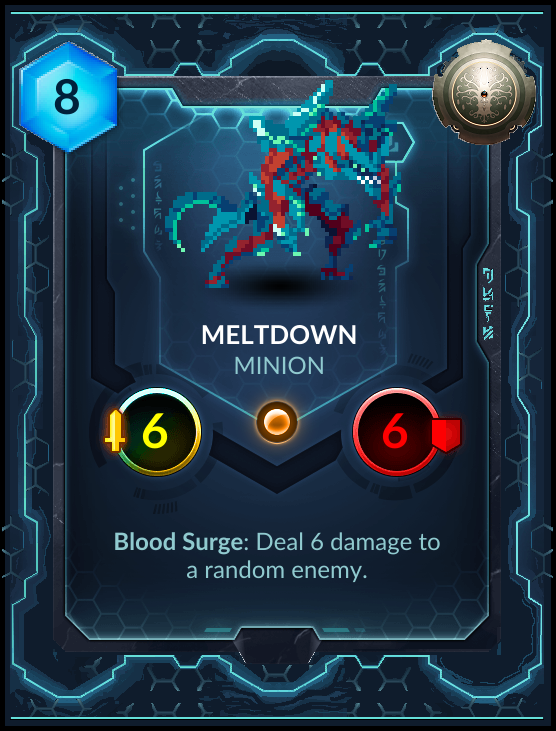 8
MELTDOWN
MINION
6
6
Blood Surge: Deal 6 damage to
a random enemy.